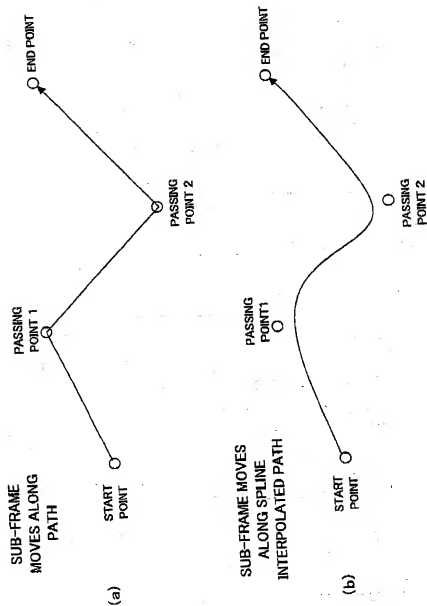 SUB-FRAME
MOVES ALONG
PATH
(a)
START
POINT
PASSING
POINT 1
PASSING
POINT 2
END POINT
SUB-FRAME MOVES
ALONG SPLINE
INTERPOLATED PATH
(b)
START
POINT
PASSING
POINT1
PASSING
POINT 2
END POINT